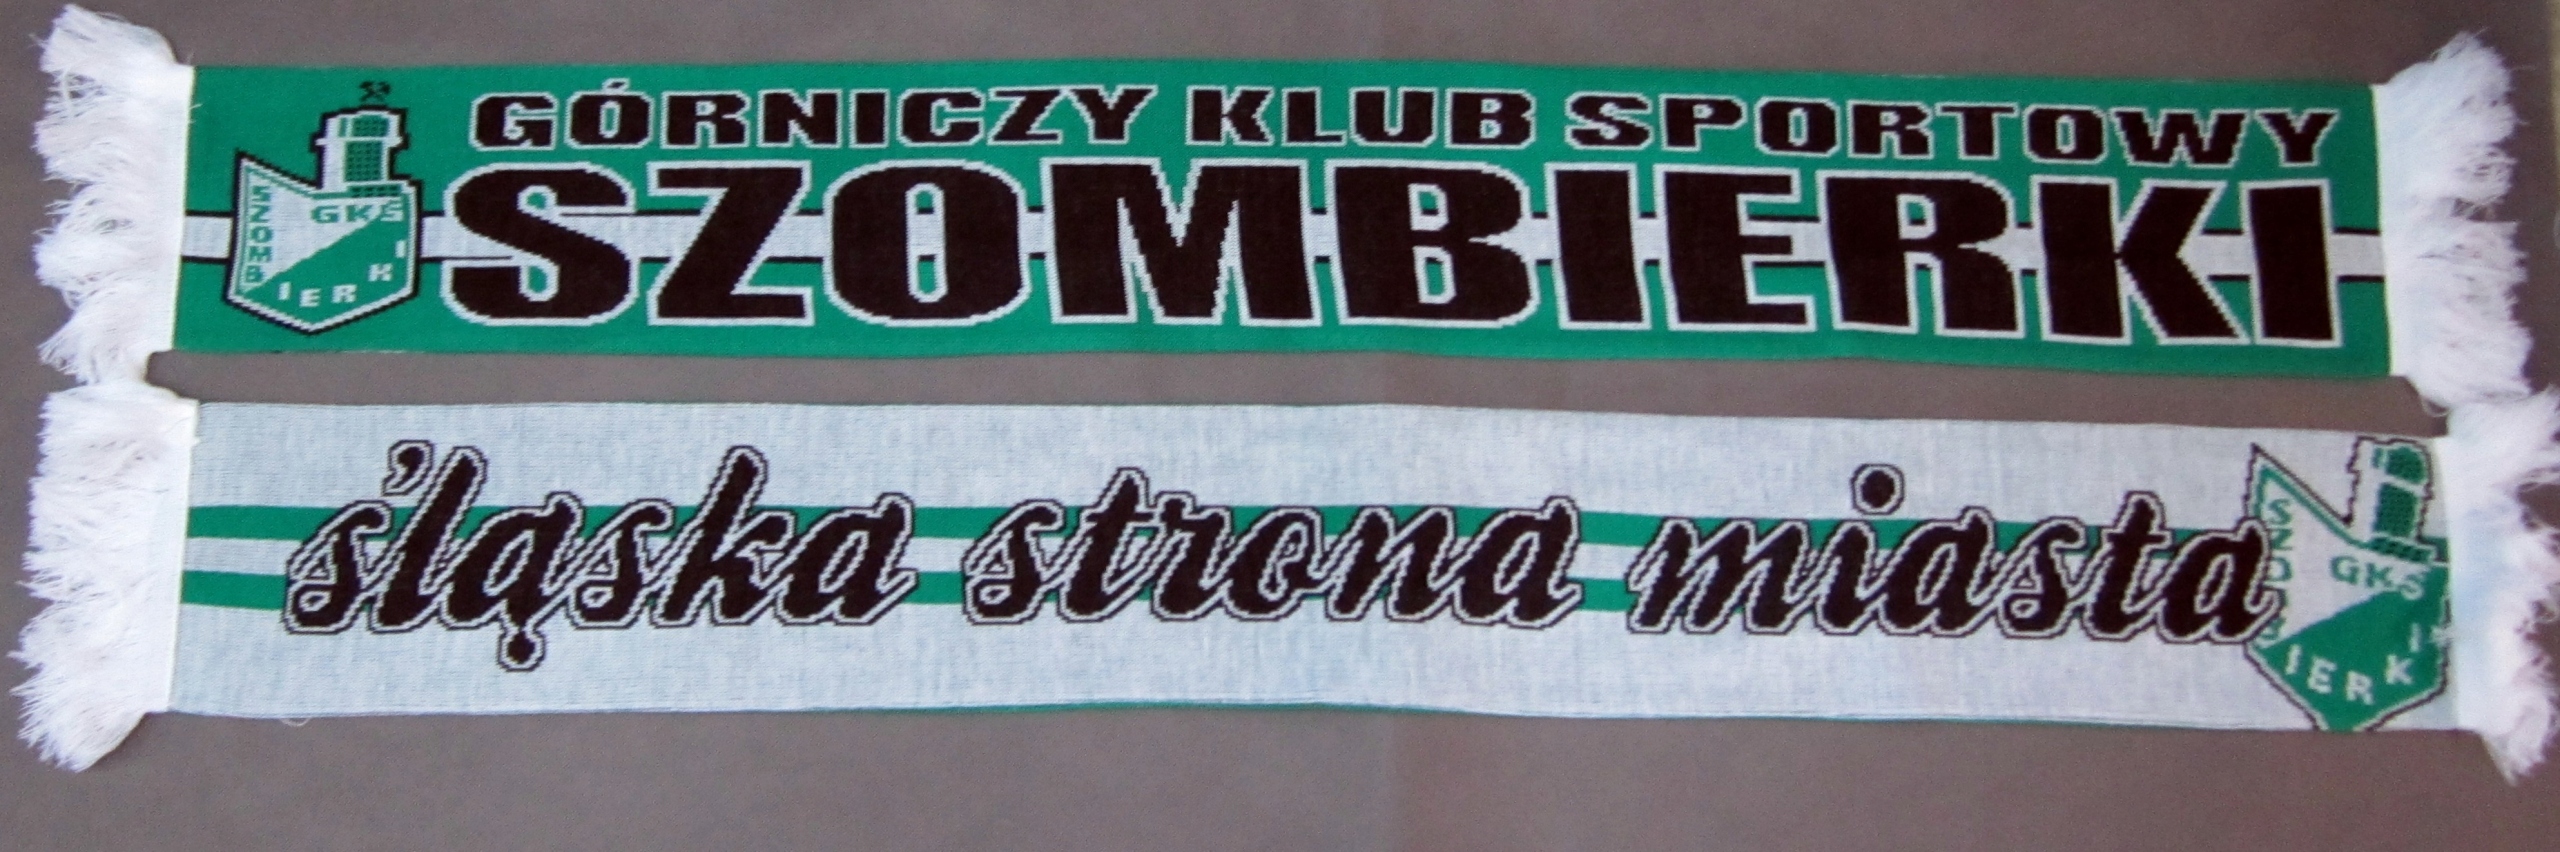 GÓRNICZY KLUB SPORTOWY
SZOMBIERKI
GKS
SZOMBIERKI
śląska strona miasta
GKS
SZOMBIERKI